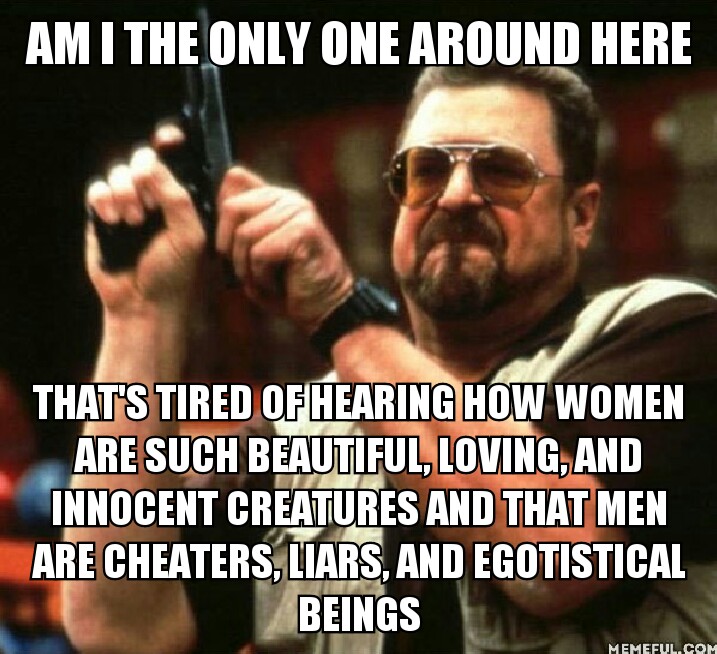 AM I THE ONLY ONE AROUND HERE
THAT'S TIRED OF HEARING HOW WOMEN
ARE SUCH BEAUTIFUL, LOVING, AND
INNOCENT CREATURES AND THAT MEN
ARE CHEATERS, LIARS, AND EGOTISTICAL
BEINGS
MEMEFUL.COM